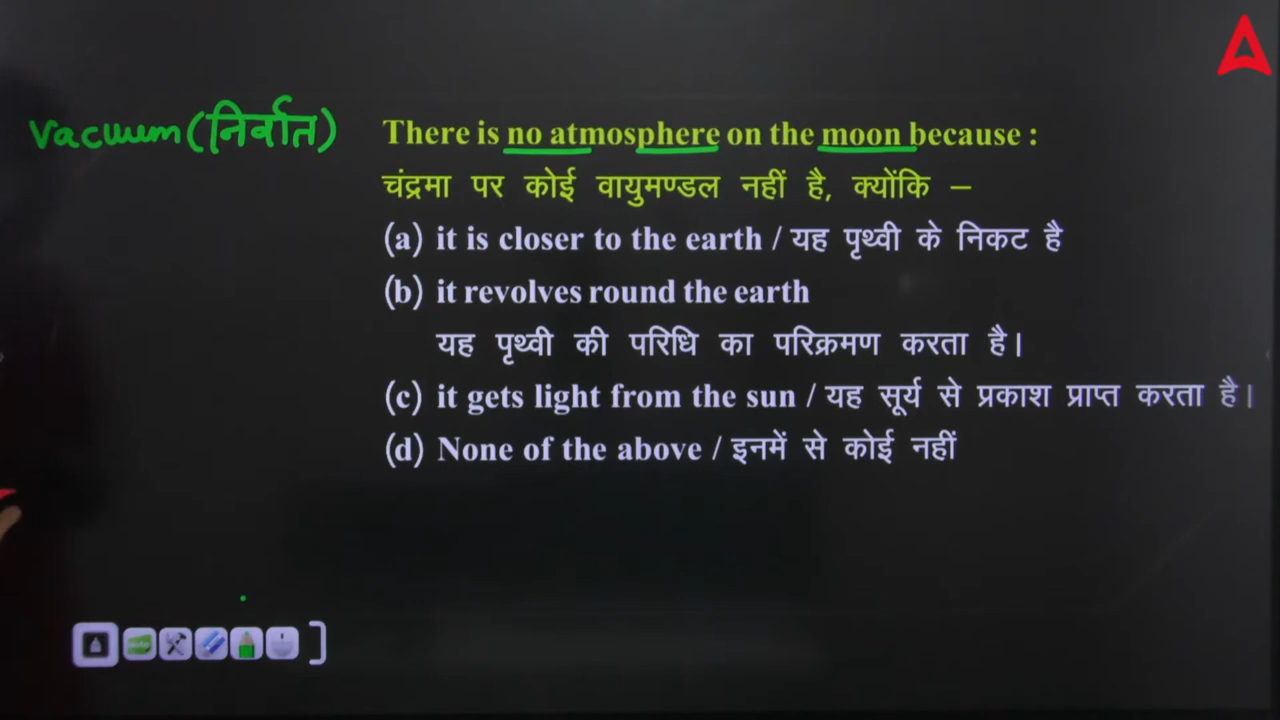 Vacuum (निर्वात)
There is no atmosphere on the moon because :
चंद्रमा पर कोई वायुमण्डल नहीं है, क्योंकि –
(a) it is closer to the earth / यह पृथ्वी के निकट है
(b) it revolves round the earth
यह पृथ्वी की परिधि का परिक्रमण करता है।
(c) it gets light from the sun / यह सूर्य से प्रकाश प्राप्त करता है।
(d) None of the above / इनमें से कोई नहीं